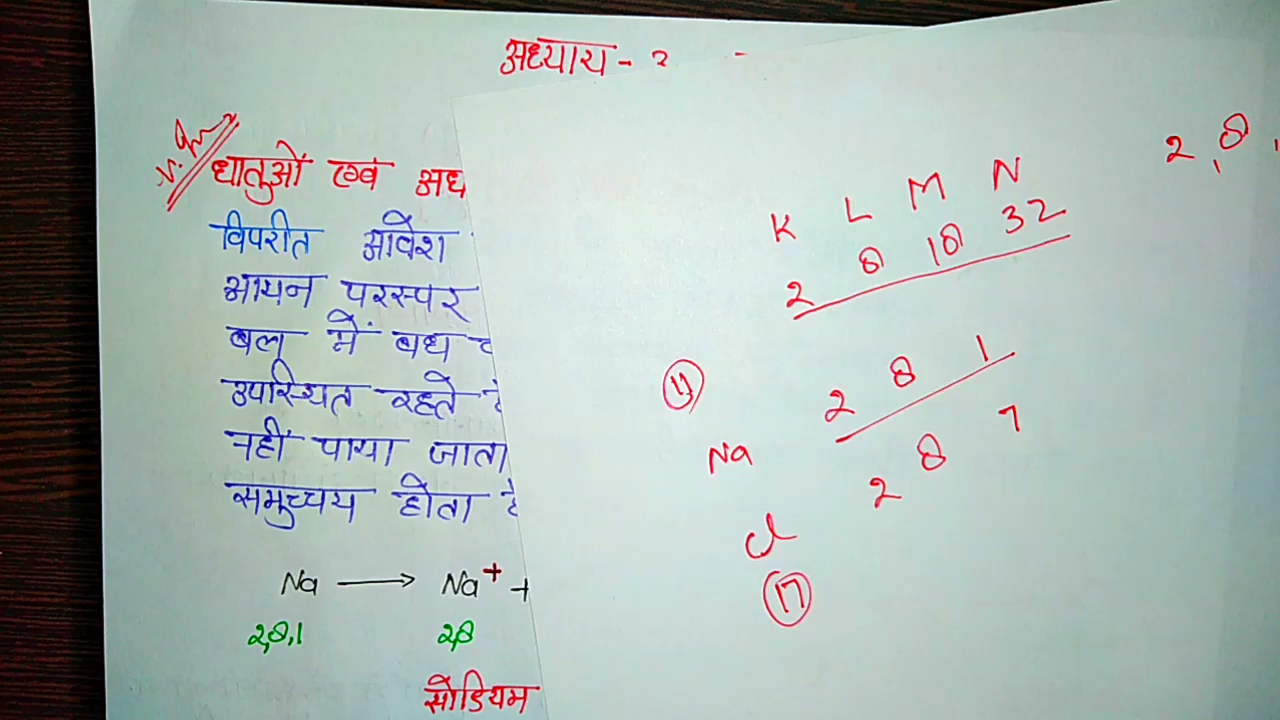 अध्याय - 3
धातुओं एवं अध
विपरीत आवेश
आयन परस्पर
बल में बध
उपस्थित रहते
नहीं पाया जाता
समुच्चय होता
Na ⟶ Na⁺ +
2,8,1 2,8
सोडियम
2, 8,
K L M N
2 8 18 32
11
Na 2 8 1
Cl 2 8 7
17